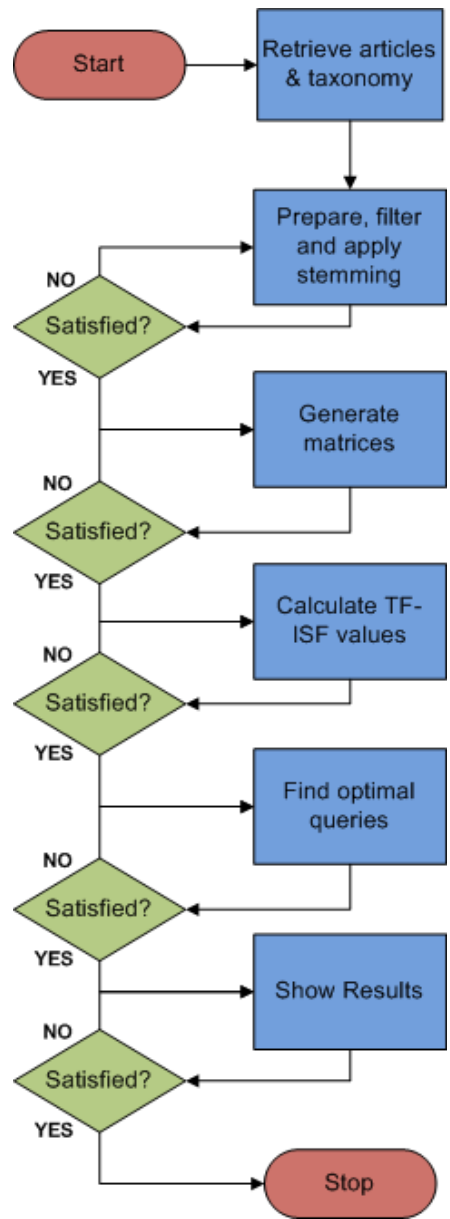 Start
Retrieve articles
& taxonomy
Prepare, filter
and apply
stemming
NO
Satisfied?
YES
Generate
matrices
NO
Satisfied?
YES
Calculate TF-
ISF values
NO
Satisfied?
YES
Find optimal
queries
NO
Satisfied?
YES
Show Results
NO
Satisfied?
YES
Stop